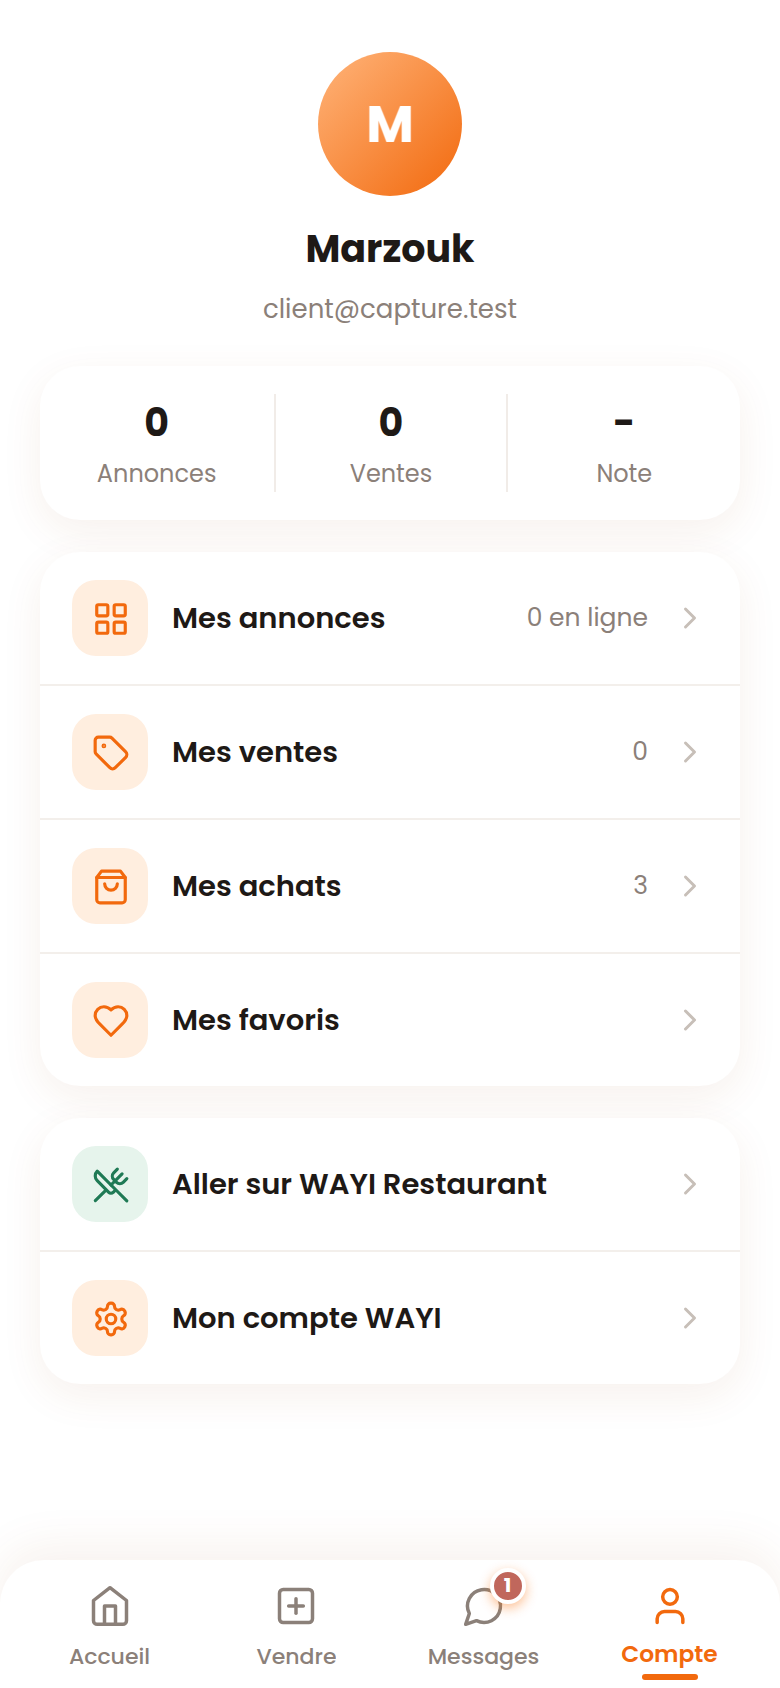 M
Marzouk
client@capture.test
0 0 -
Annonces Ventes Note
Mes annonces 0 en ligne
Mes ventes 0
Mes achats 3
Mes favoris
Aller sur WAYI Restaurant
Mon compte WAYI
1
Accueil Vendre Messages Compte